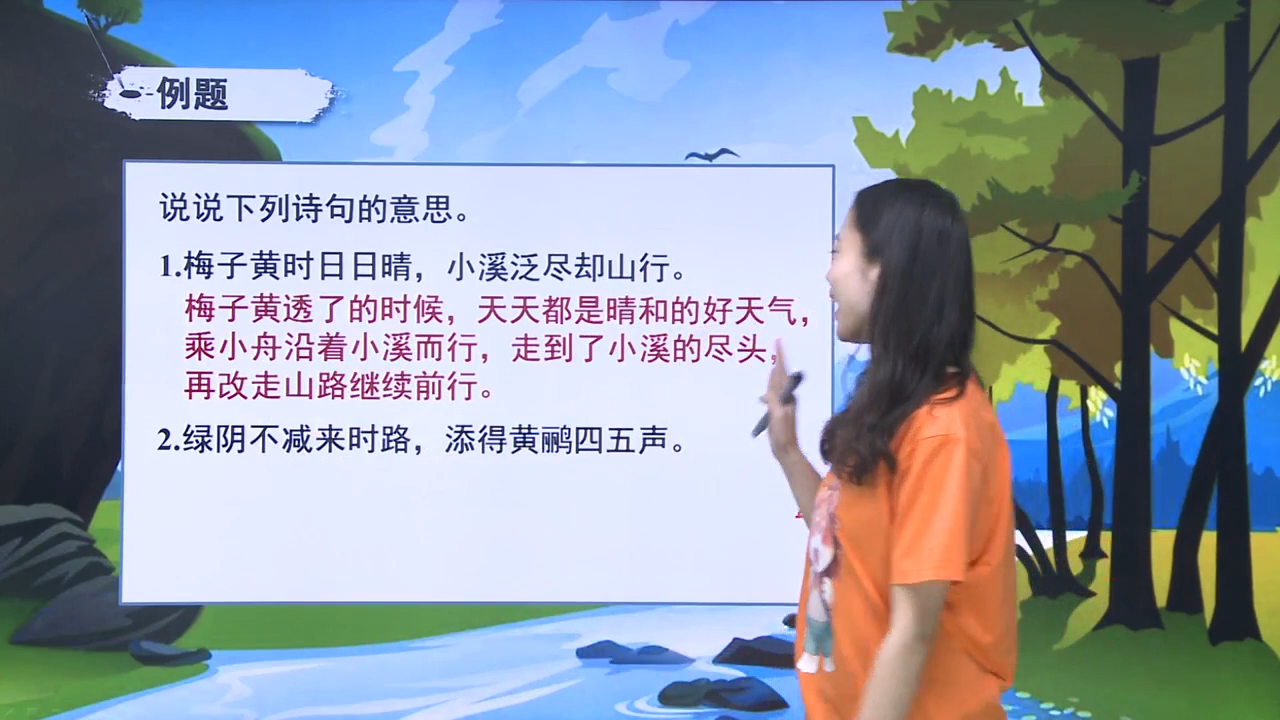 例题
说说下列诗句的意思。
1.梅子黄时日日晴，小溪泛尽却山行。
梅子黄透了的时候，天天都是晴和的好天气，
乘小舟沿着小溪而行，走到了小溪的尽头，
再改走山路继续前行。
2.绿阴不减来时路，添得黄鹂四五声。